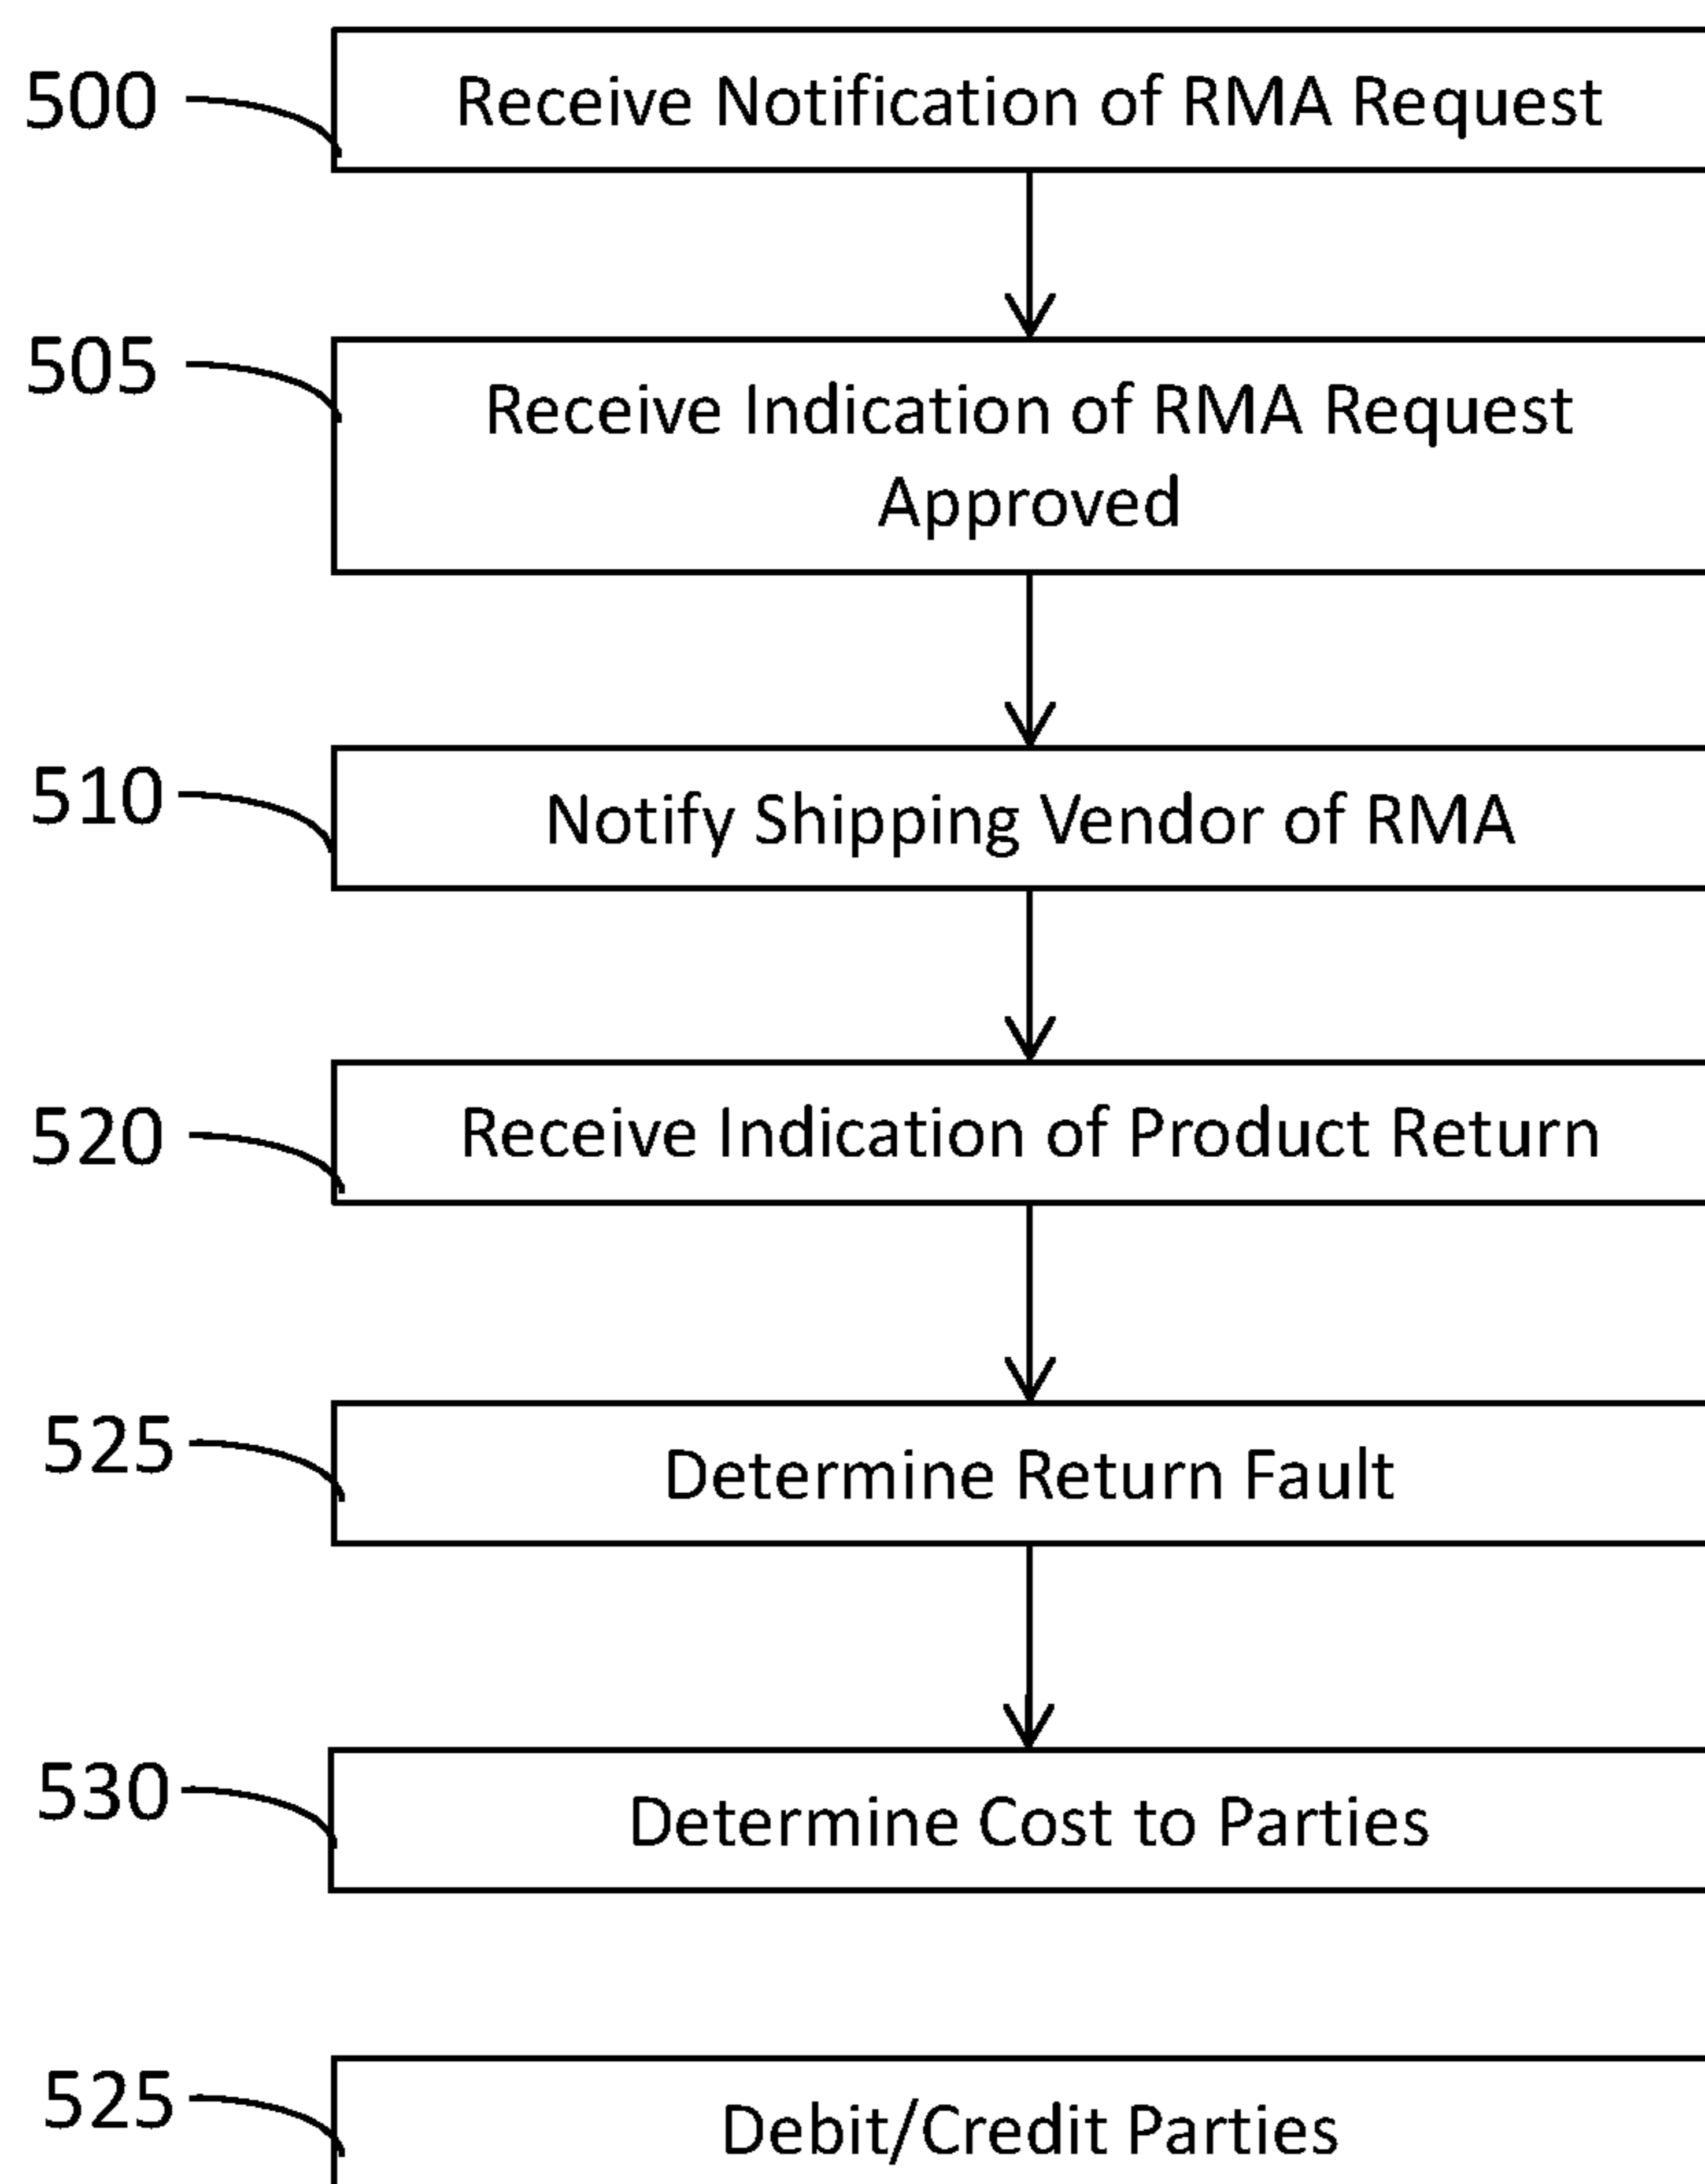 500 Receive Notification of RMA Request
505 Receive Indication of RMA Request
Approved
510 Notify Shipping Vendor of RMA
520 Receive Indication of Product Return
525 Determine Return Fault
530 Determine Cost to Parties
525 Debit/Credit Parties